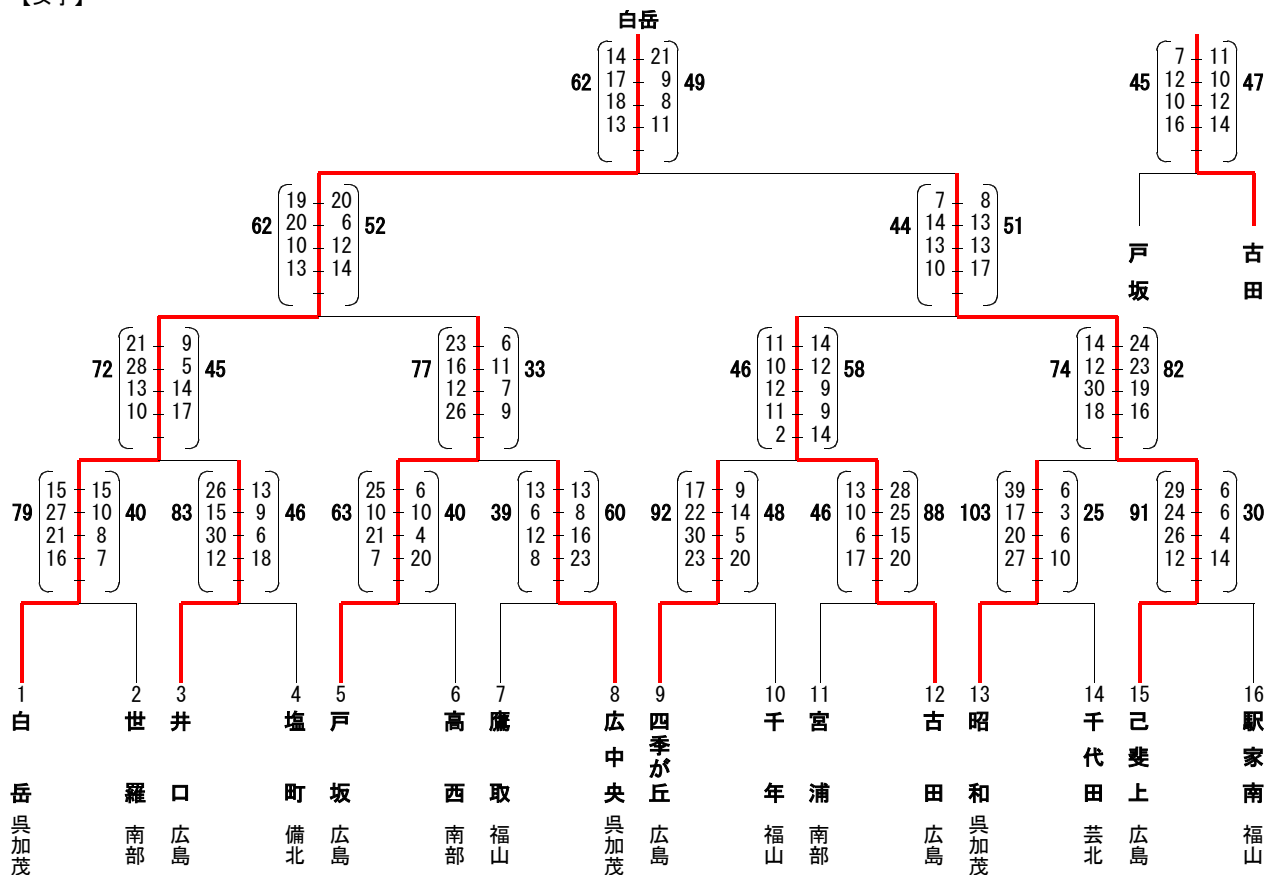 【女子】
白岳
62 14 21 49
17 9
18 8
13 11
45 7 11 47
12 10
10 12
16 14
戸坂
古田
62 19 20 52
20 6
10 12
13 14
44 7 8 51
14 13
13 13
10 17
72 21 9 45
28 5
13 14
10 17
77 23 6 33
16 11
12 7
26 9
46 11 14 58
10 12
12 9
11 9
2 14
74 14 24 82
12 23
30 19
18 16
79 15 15 40
27 10
21 8
16 7
83 26 13 46
15 9
30 6
12 18
63 25 6 40
10 10
21 4
7 20
39 13 13 60
6 8
12 16
8 23
92 17 9 48
22 14
30 5
23 20
46 13 28 88
10 25
6 15
17 20
103 39 6 25
17 3
20 6
27 10
91 29 6 30
24 6
26 4
12 14
1 白岳 呉加茂
2 世羅 南部
3 井口 広島
4 塩町 備北
5 戸坂 広島
6 高西 南部
7 鷹取 福山
8 広中央 呉加茂
9 四季が丘 広島
10 千年 福山
11 宮浦 南部
12 古田 広島
13 昭和 呉加茂
14 千代田 芸北
15 己斐上 広島
16 駅家南 福山